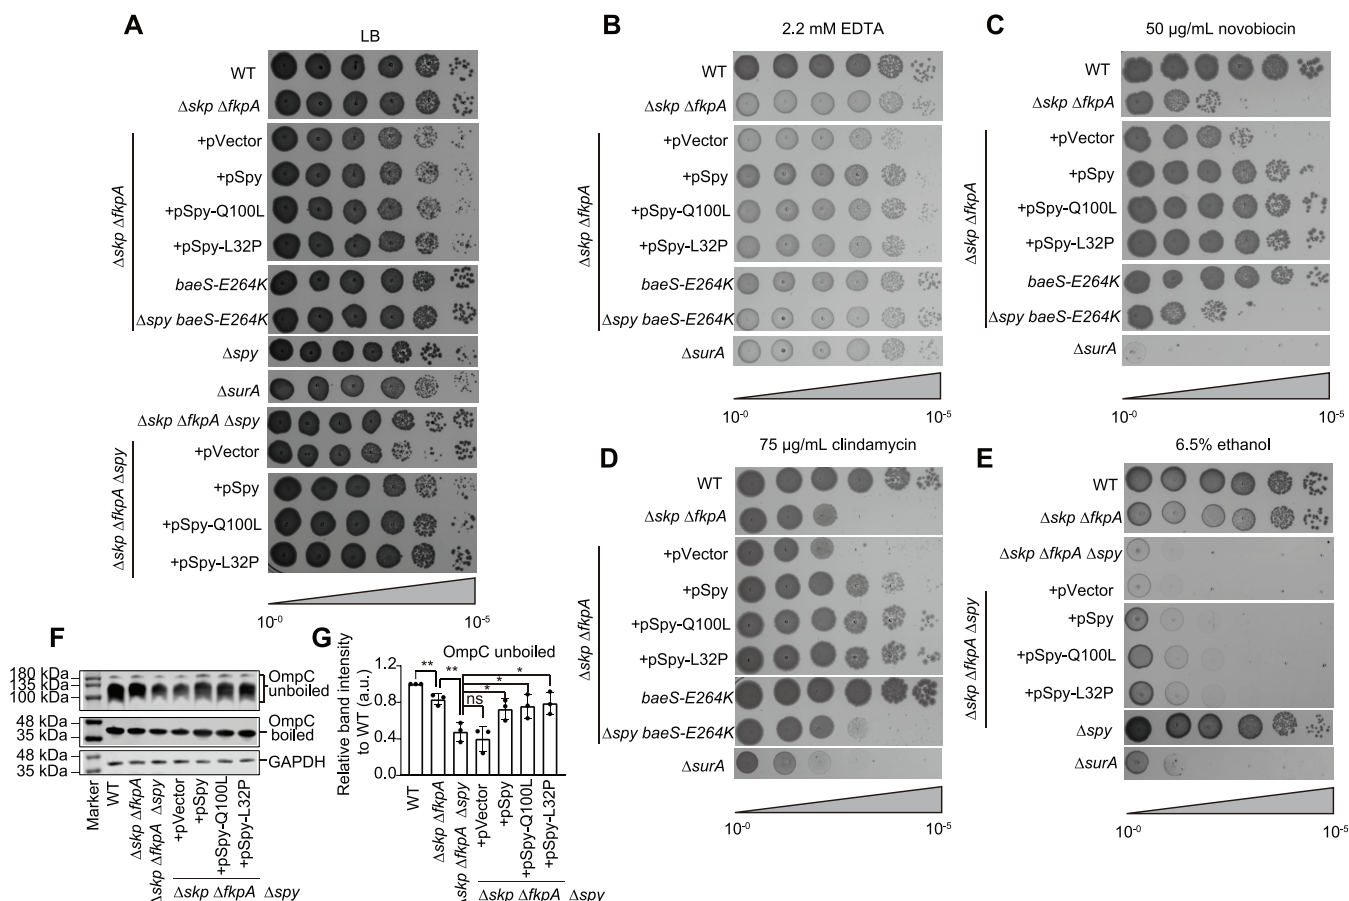 A
LB
WT
Δskp ΔfkpA
+pVector
+pSpy
+pSpy-Q100L
+pSpy-L32P
baeS-E264K
Δspy baeS-E264K
Δskp ΔfkpA
Δspy
ΔsurA
Δskp ΔfkpA Δspy
+pVector
+pSpy
+pSpy-Q100L
+pSpy-L32P
Δskp ΔfkpA Δspy
10⁻⁰
10⁻⁵
B
2.2 mM EDTA
WT
Δskp ΔfkpA
+pVector
+pSpy
+pSpy-Q100L
+pSpy-L32P
baeS-E264K
Δspy baeS-E264K
Δskp ΔfkpA
ΔsurA
10⁻⁰
10⁻⁵
C
50 µg/mL novobiocin
WT
Δskp ΔfkpA
+pVector
+pSpy
+pSpy-Q100L
+pSpy-L32P
baeS-E264K
Δspy baeS-E264K
Δskp ΔfkpA
ΔsurA
10⁻⁰
10⁻⁵
D
75 µg/mL clindamycin
WT
Δskp ΔfkpA
+pVector
+pSpy
+pSpy-Q100L
+pSpy-L32P
baeS-E264K
Δspy baeS-E264K
Δskp ΔfkpA
ΔsurA
10⁻⁰
10⁻⁵
E
6.5% ethanol
WT
Δskp ΔfkpA
Δskp ΔfkpA Δspy
+pVector
+pSpy
+pSpy-Q100L
+pSpy-L32P
Δskp ΔfkpA Δspy
Δspy
ΔsurA
10⁻⁰
10⁻⁵
F
180 kDa
135 kDa
100 kDa
OmpC
unboiled
48 kDa
35 kDa
OmpC
boiled
48 kDa
35 kDa
GAPDH
Marker
WT
Δskp ΔfkpA
Δskp ΔfkpA Δspy
+pVector
+pSpy
+pSpy-Q100L
+pSpy-L32P
Δskp ΔfkpA Δspy
G
OmpC unboiled
Relative band intensity
to WT (a.u.)
1.2
0.8
0.4
0.0
**
**
ns
*
*
*
WT
Δskp ΔfkpA
Δskp ΔfkpA Δspy
+pVector
+pSpy
+pSpy-Q100L
+pSpy-L32P
Δskp ΔfkpA Δspy